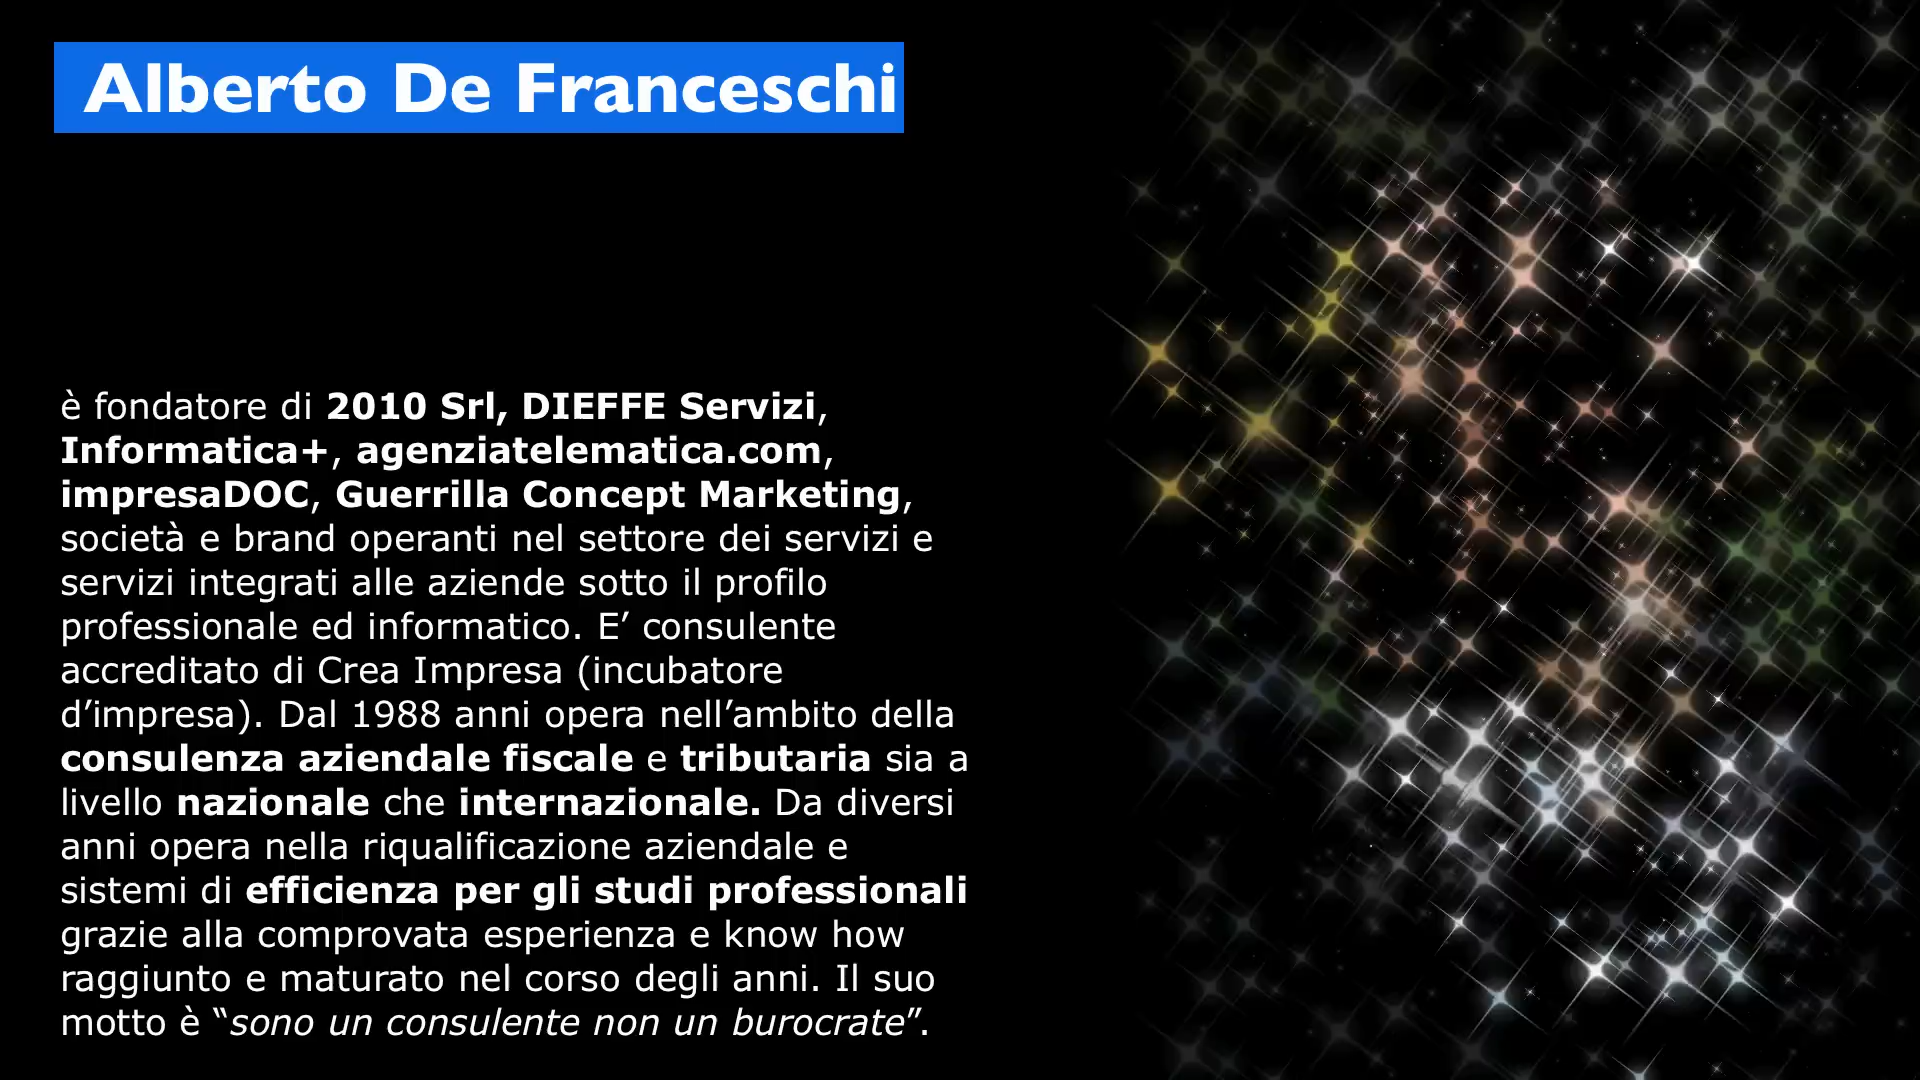 Alberto De Franceschi
è fondatore di 2010 Srl, DIEFFE Servizi,
Informatica+, agenziatelematica.com,
impresaDOC, Guerrilla Concept Marketing,
società e brand operanti nel settore dei servizi e
servizi integrati alle aziende sotto il profilo
professionale ed informatico. E’ consulente
accreditato di Crea Impresa (incubatore
d’impresa). Dal 1988 anni opera nell’ambito della
consulenza aziendale fiscale e tributaria sia a
livello nazionale che internazionale. Da diversi
anni opera nella riqualificazione aziendale e
sistemi di efficienza per gli studi professionali
grazie alla comprovata esperienza e know how
raggiunto e maturato nel corso degli anni. Il suo
motto è “sono un consulente non un burocrate”.